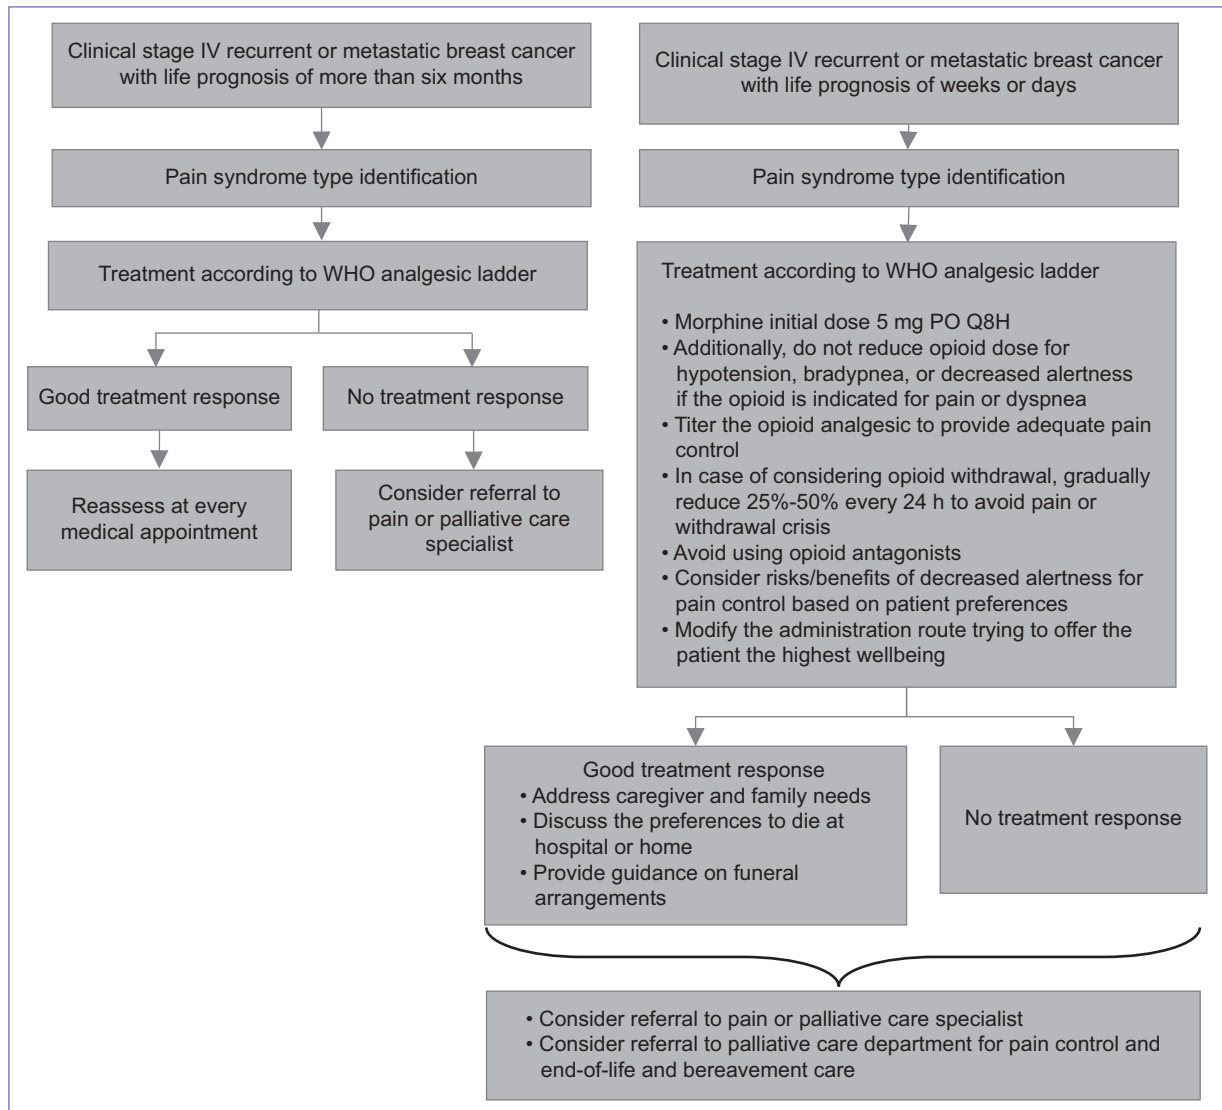 Clinical stage IV recurrent or metastatic breast cancer
with life prognosis of more than six months
Pain syndrome type identification
Treatment according to WHO analgesic ladder
Good treatment response
No treatment response
Reassess at every
medical appointment
Consider referral to
pain or palliative care
specialist
Clinical stage IV recurrent or metastatic breast cancer
with life prognosis of weeks or days
Pain syndrome type identification
Treatment according to WHO analgesic ladder
• Morphine initial dose 5 mg PO Q8H
• Additionally, do not reduce opioid dose for
hypotension, bradypnea, or decreased alertness
if the opioid is indicated for pain or dyspnea
• Titer the opioid analgesic to provide adequate pain
control
• In case of considering opioid withdrawal, gradually
reduce 25%-50% every 24 h to avoid pain or
withdrawal crisis
• Avoid using opioid antagonists
• Consider risks/benefits of decreased alertness for
pain control based on patient preferences
• Modify the administration route trying to offer the
patient the highest wellbeing
Good treatment response
• Address caregiver and family needs
• Discuss the preferences to die at
hospital or home
• Provide guidance on funeral
arrangements
No treatment response
• Consider referral to pain or palliative care specialist
• Consider referral to palliative care department for pain control and
end-of-life and bereavement care